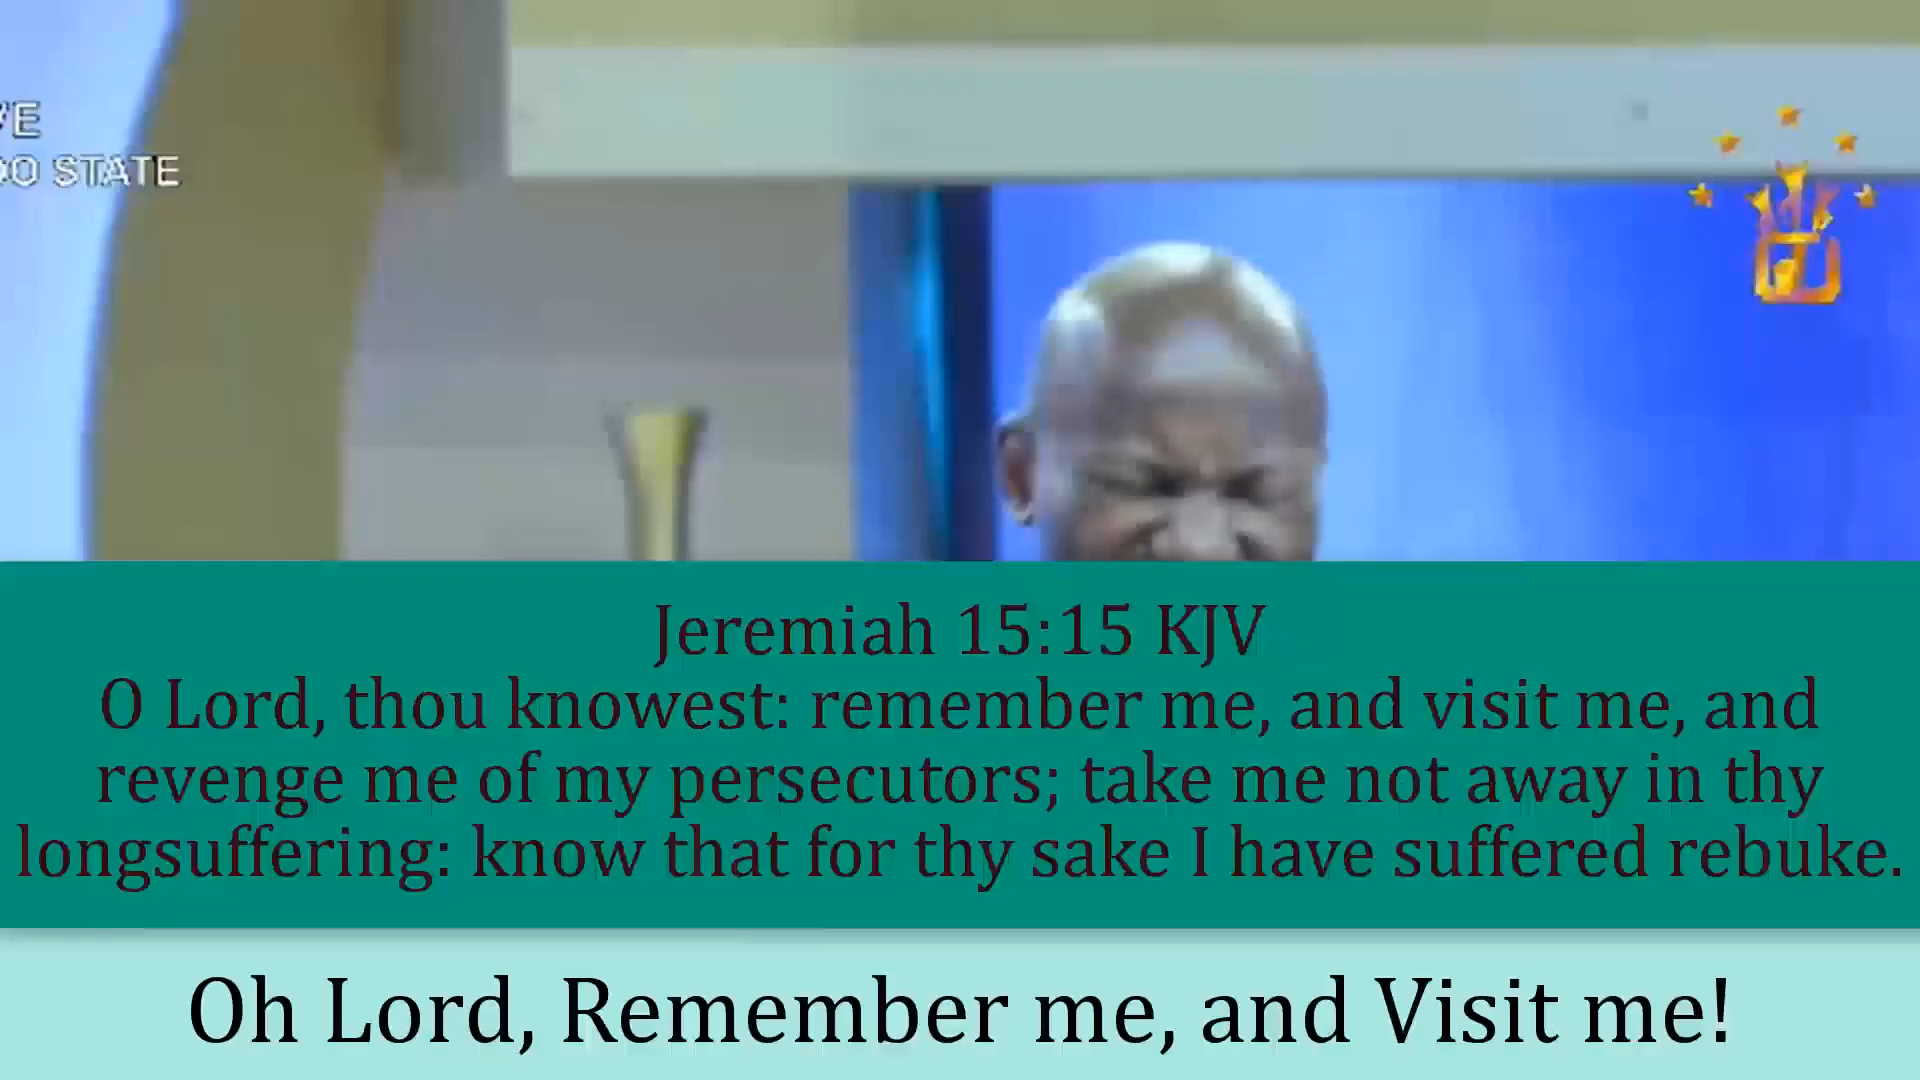 STATE
Jeremiah 15:15 KJV
O Lord, thou knowest: remember me, and visit me, and
revenge me of my persecutors; take me not away in thy
longsuffering: know that for thy sake I have suffered rebuke.
Oh Lord, Remember me, and Visit me!